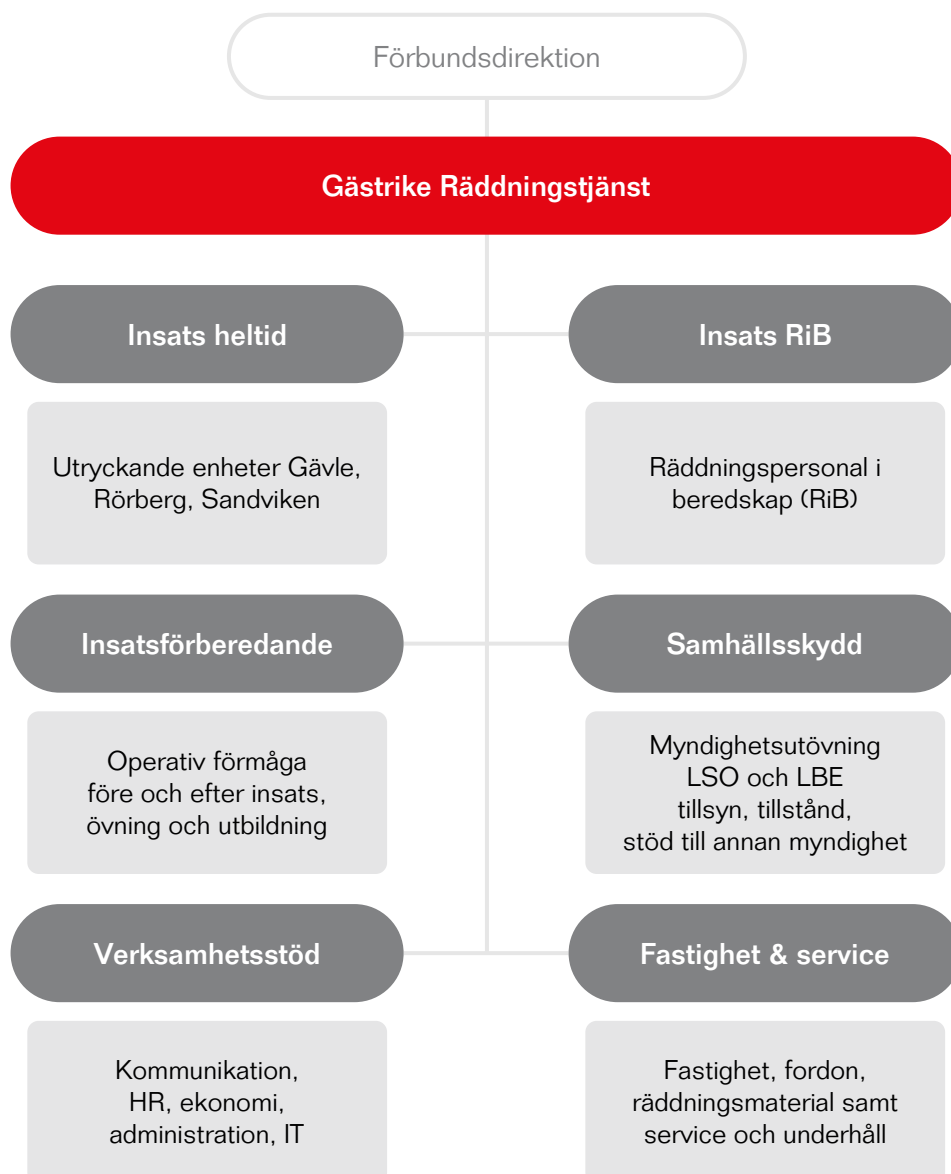 Förbundsdirektion
Gästrike Räddningstjänst
Insats heltid
Utryckande enheter Gävle,
Rörberg, Sandviken
Insats RiB
Räddningspersonal i
beredskap (RiB)
Insatsförberedande
Operativ förmåga
före och efter insats,
övning och utbildning
Samhällsskydd
Myndighetsutövning
LSO och LBE
tillsyn, tillstånd,
stöd till annan myndighet
Verksamhetsstöd
Kommunikation,
HR, ekonomi,
administration, IT
Fastighet & service
Fastighet, fordon,
räddningsmaterial samt
service och underhåll